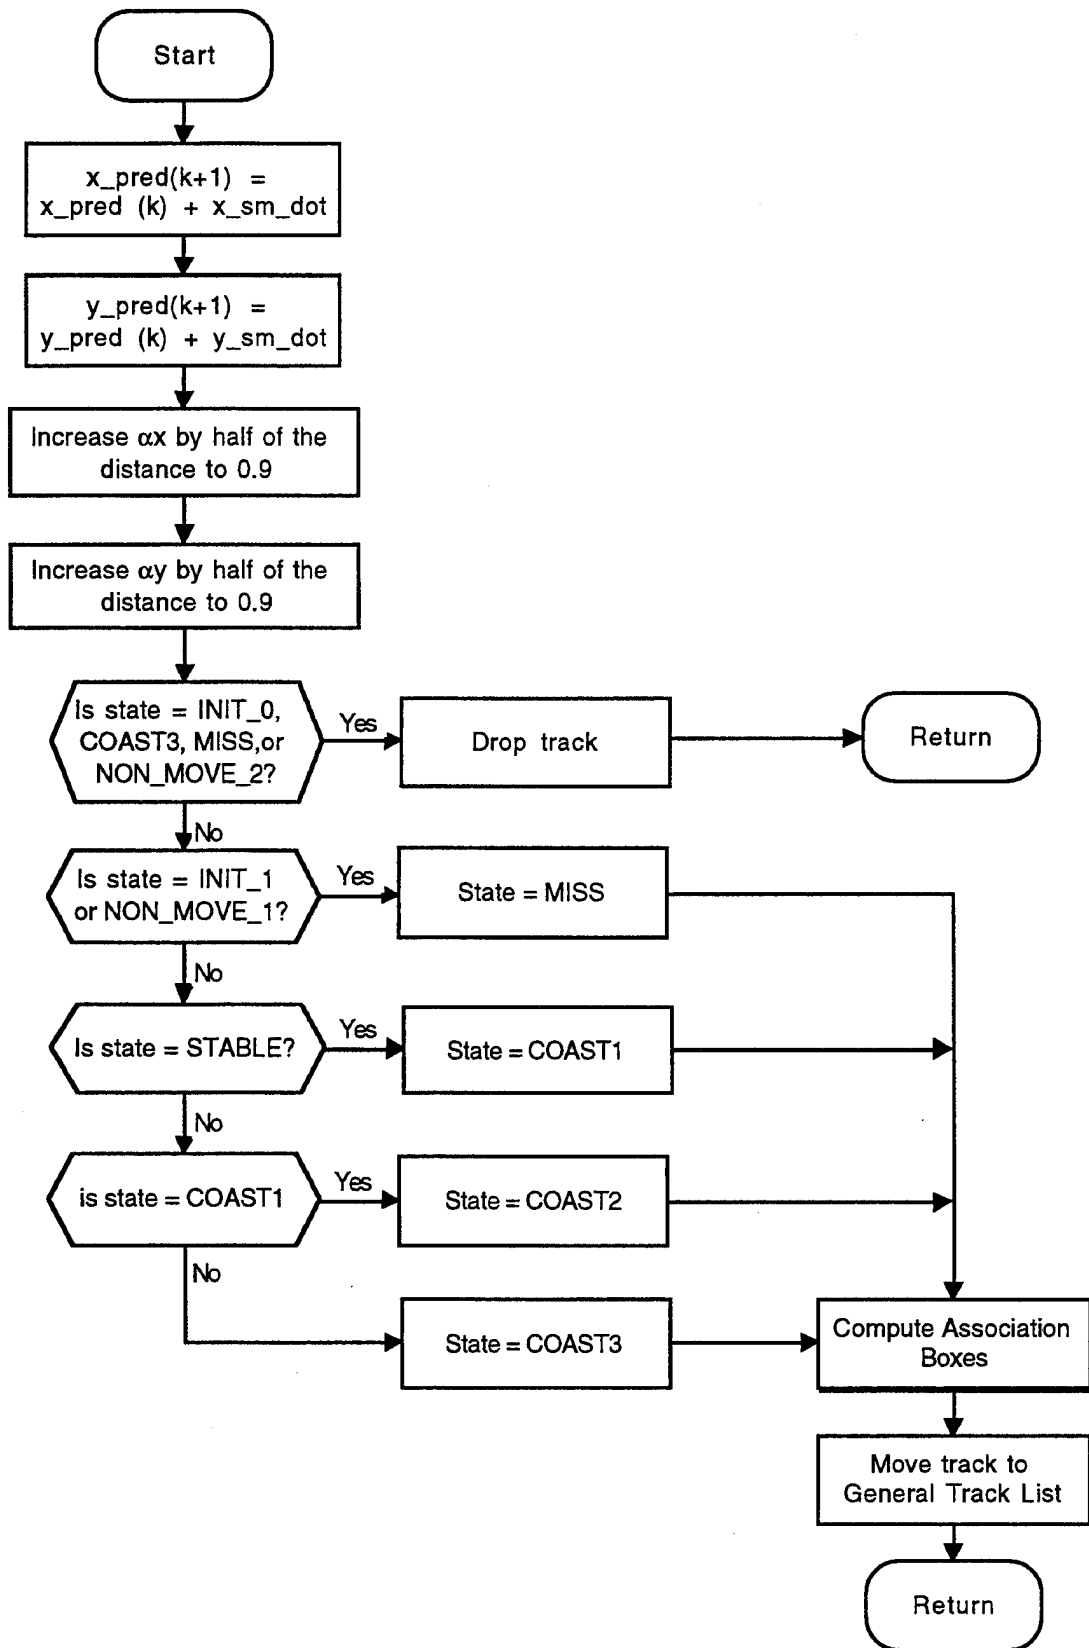 Start
x_pred(k+1) =
x_pred (k) + x_sm_dot
y_pred(k+1) =
y_pred (k) + y_sm_dot
Increase αx by half of the
distance to 0.9
Increase αy by half of the
distance to 0.9
Is state = INIT_0,
COAST3, MISS,or
NON_MOVE_2?
Yes
Drop track
Return
No
Is state = INIT_1
or NON_MOVE_1?
Yes
State = MISS
No
Is state = STABLE?
Yes
State = COAST1
No
is state = COAST1
Yes
State = COAST2
No
State = COAST3
Compute Association
Boxes
Move track to
General Track List
Return